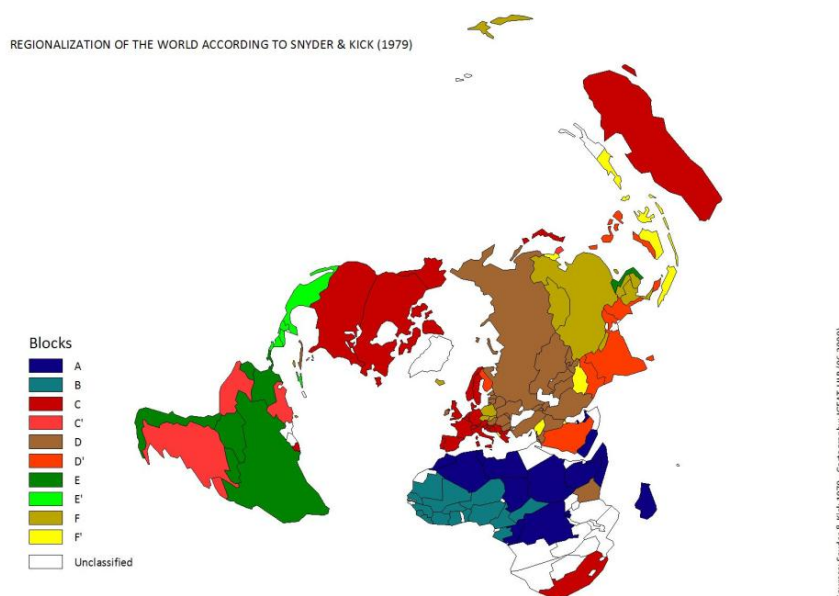 REGIONALIZATION OF THE WORLD ACCORDING TO SNYDER & KICK (1979)
Blocks
A
B
C
C'
D
D'
E
E'
F
F'
Unclassified